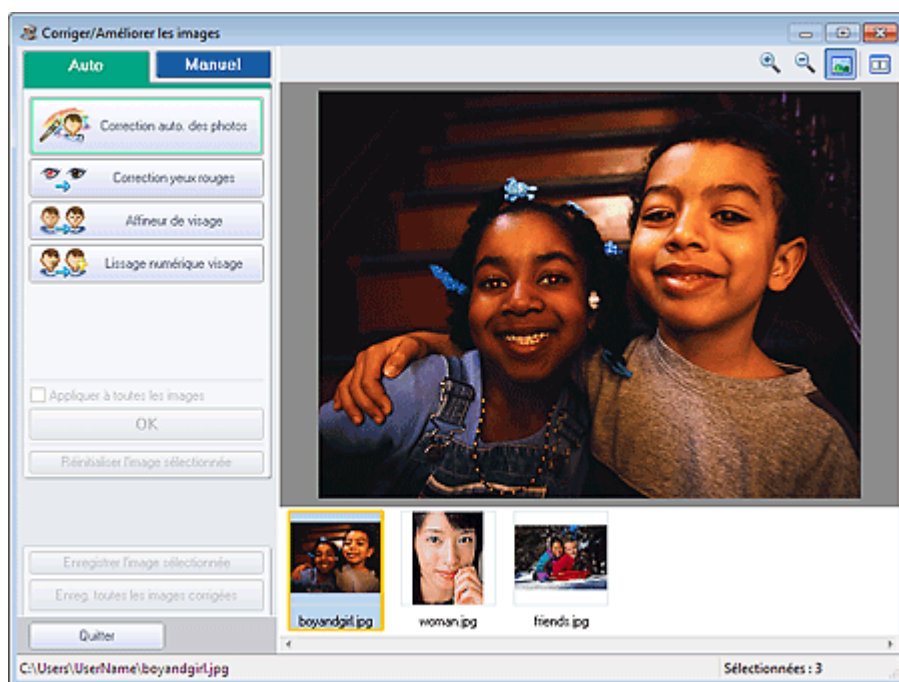 Corriger/Améliorer les images
Auto
Manuel
Correction auto. des photos
Correction yeux rouges
Affineur de visage
Lissage numérique visage
Appliquer à toutes les images
OK
Réinitialiser l'image sélectionnée
Enregistrer l'image sélectionnée
Enreg. toutes les images corrigées
Quitter
boyandgirl.jpg
woman.jpg
friends.jpg
C:\Users\UserName\boyandgirl.jpg
Sélectionnées : 3